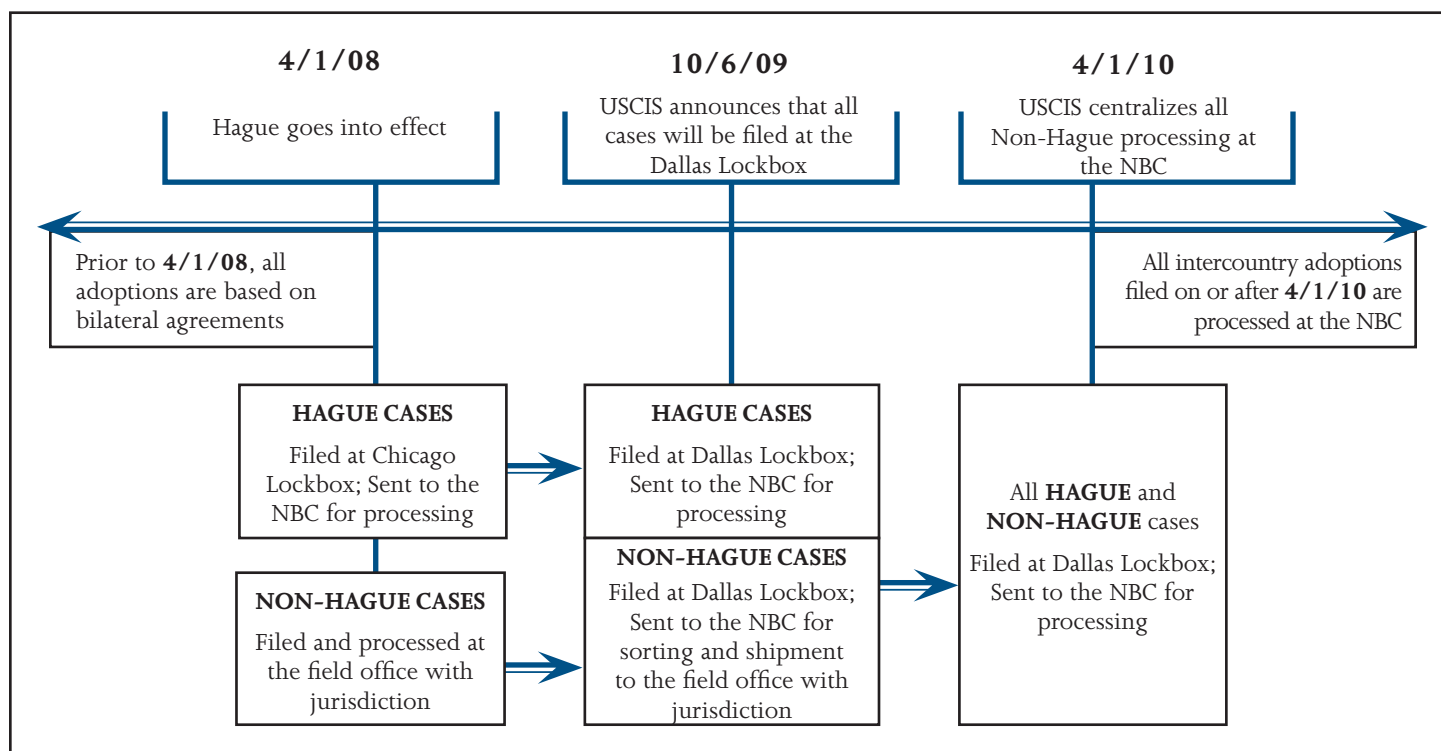 4/1/08
Hague goes into effect
10/6/09
USCIS announces that all
cases will be filed at the
Dallas Lockbox
4/1/10
USCIS centralizes all
Non-Hague processing at
the NBC
Prior to 4/1/08, all
adoptions are based on
bilateral agreements
All intercountry adoptions
filed on or after 4/1/10 are
processed at the NBC
HAGUE CASES
Filed at Chicago
Lockbox; Sent to the
NBC for processing
NON-HAGUE CASES
Filed and processed at
the field office with
jurisdiction
HAGUE CASES
Filed at Dallas Lockbox;
Sent to the NBC for
processing
NON-HAGUE CASES
Filed at Dallas Lockbox;
Sent to the NBC for
sorting and shipment
to the field office with
jurisdiction
All HAGUE and
NON-HAGUE cases
Filed at Dallas Lockbox;
Sent to the NBC for
processing